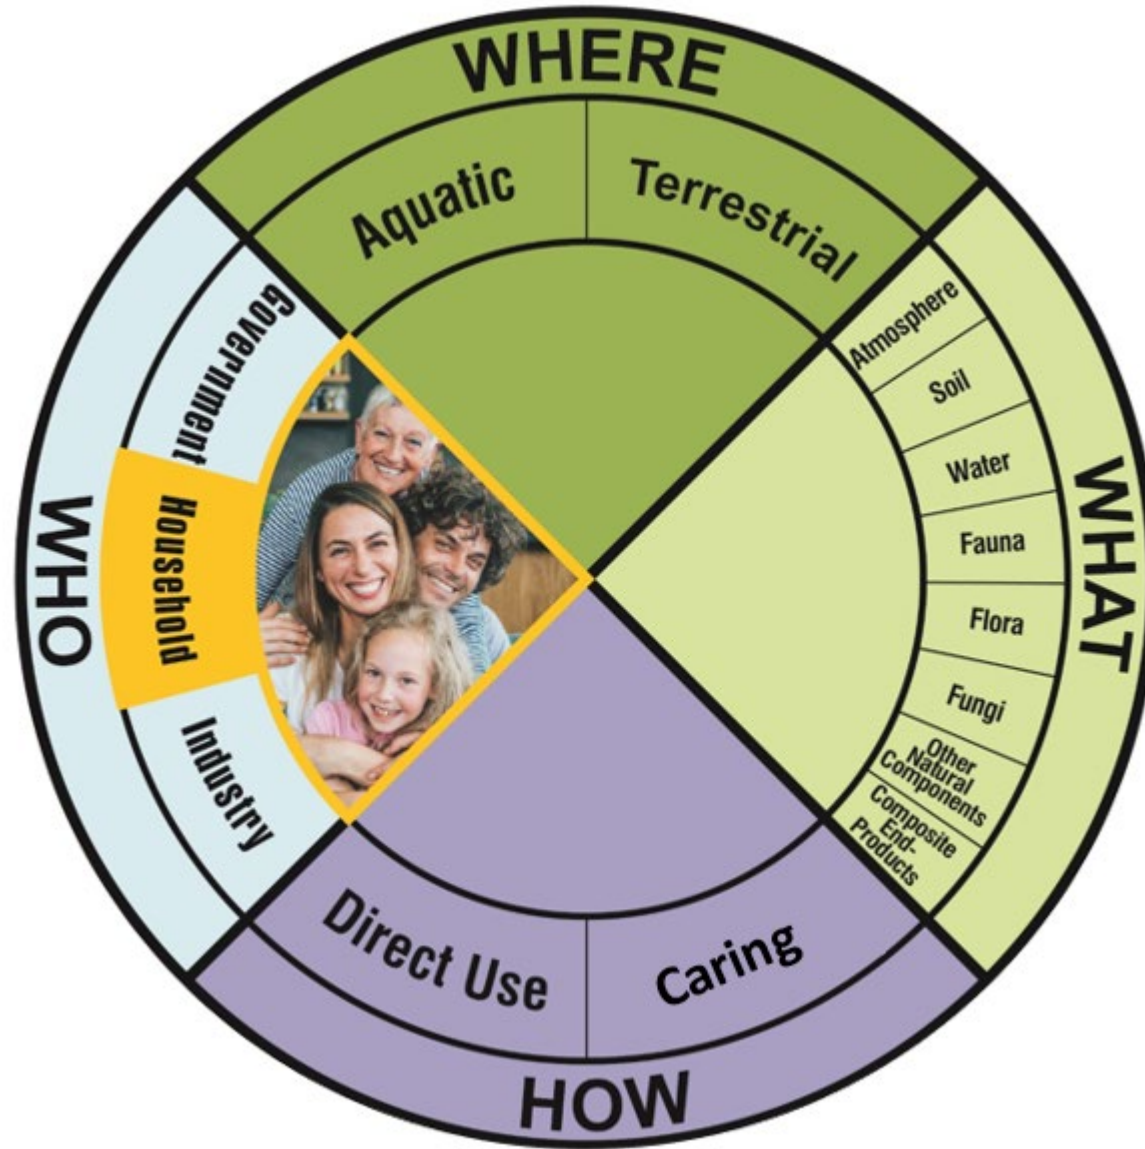 WHERE
Aquatic
Terrestrial
WHAT
Atmosphere
Soil
Water
Fauna
Flora
Fungi
Other
Natural
Components
Composite
End-
Products
HOW
Direct Use
Caring
WHO
Government
Household
Industry